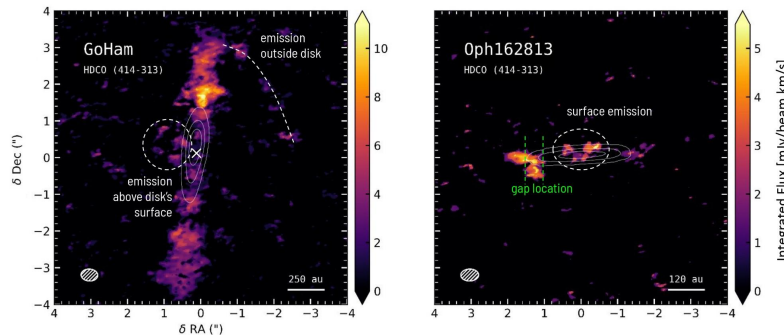 GoHam
HDCO (414-313)
emission
outside disk
emission
above disk's
surface
250 au
δ Dec (")
4
3
2
1
0
−1
−2
−3
−4
4 3 2 1 0 −1 −2 −3 −4
δ RA (")
10
8
6
4
2
0
Oph162813
HDCO (414-313)
surface emission
gap location
120 au
4 3 2 1 0 −1 −2 −3 −4
5
4
3
2
1
0
Integrated Flux [mJy/beam km/s]